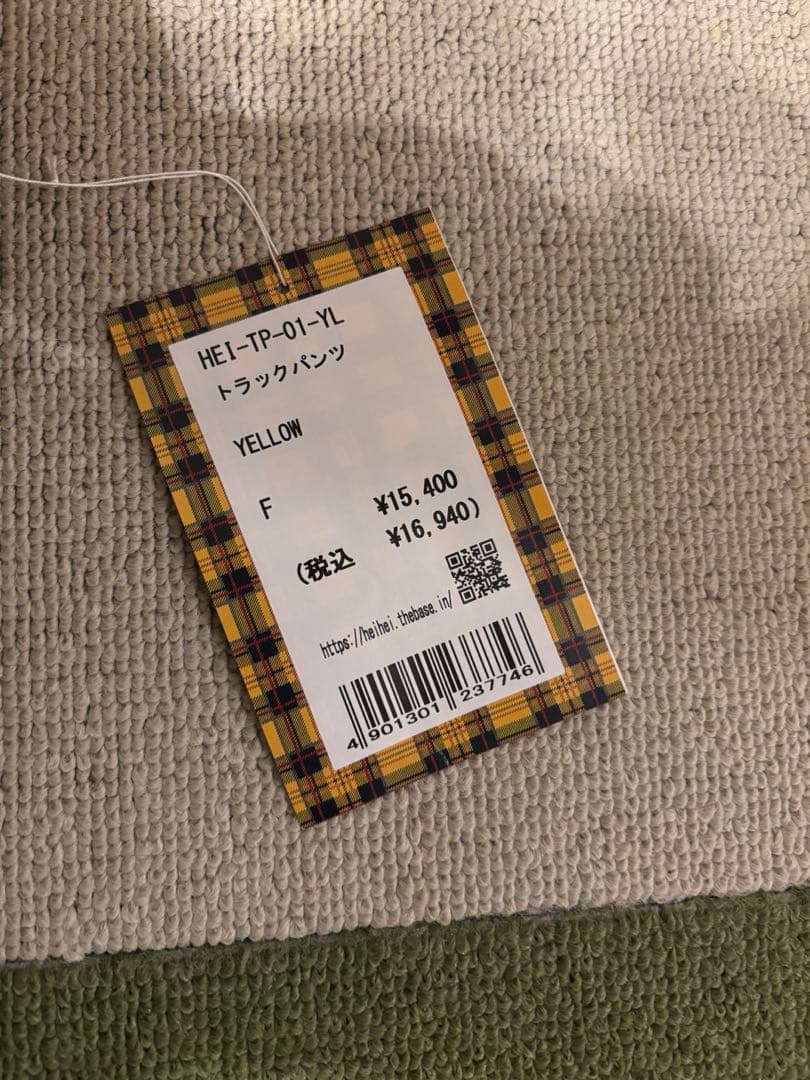 HEI-TP-01-YL
トラックパンツ
YELLOW
F ¥15,400
(税込 ¥16,940)
https://heihei.thebase.in/
4 901301 237746